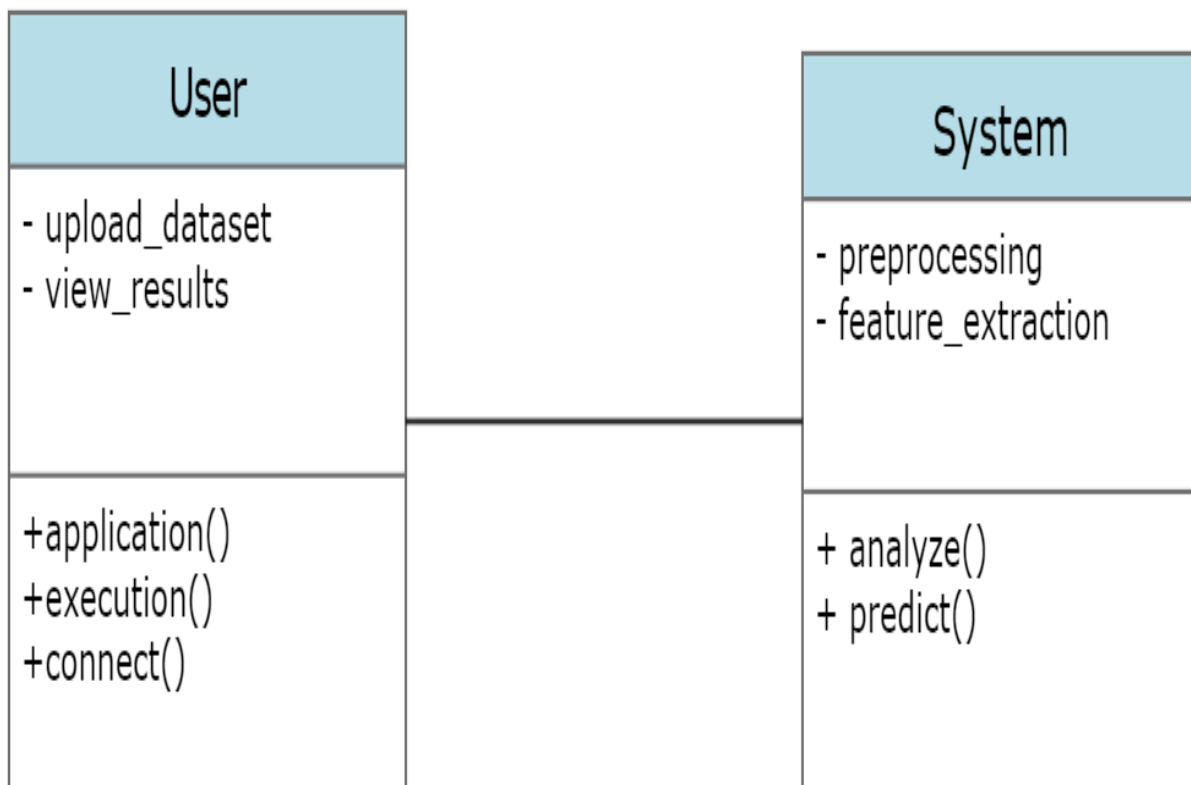 User
- upload_dataset
- view_results
+application()
+execution()
+connect()
System
- preprocessing
- feature_extraction
+ analyze()
+ predict()